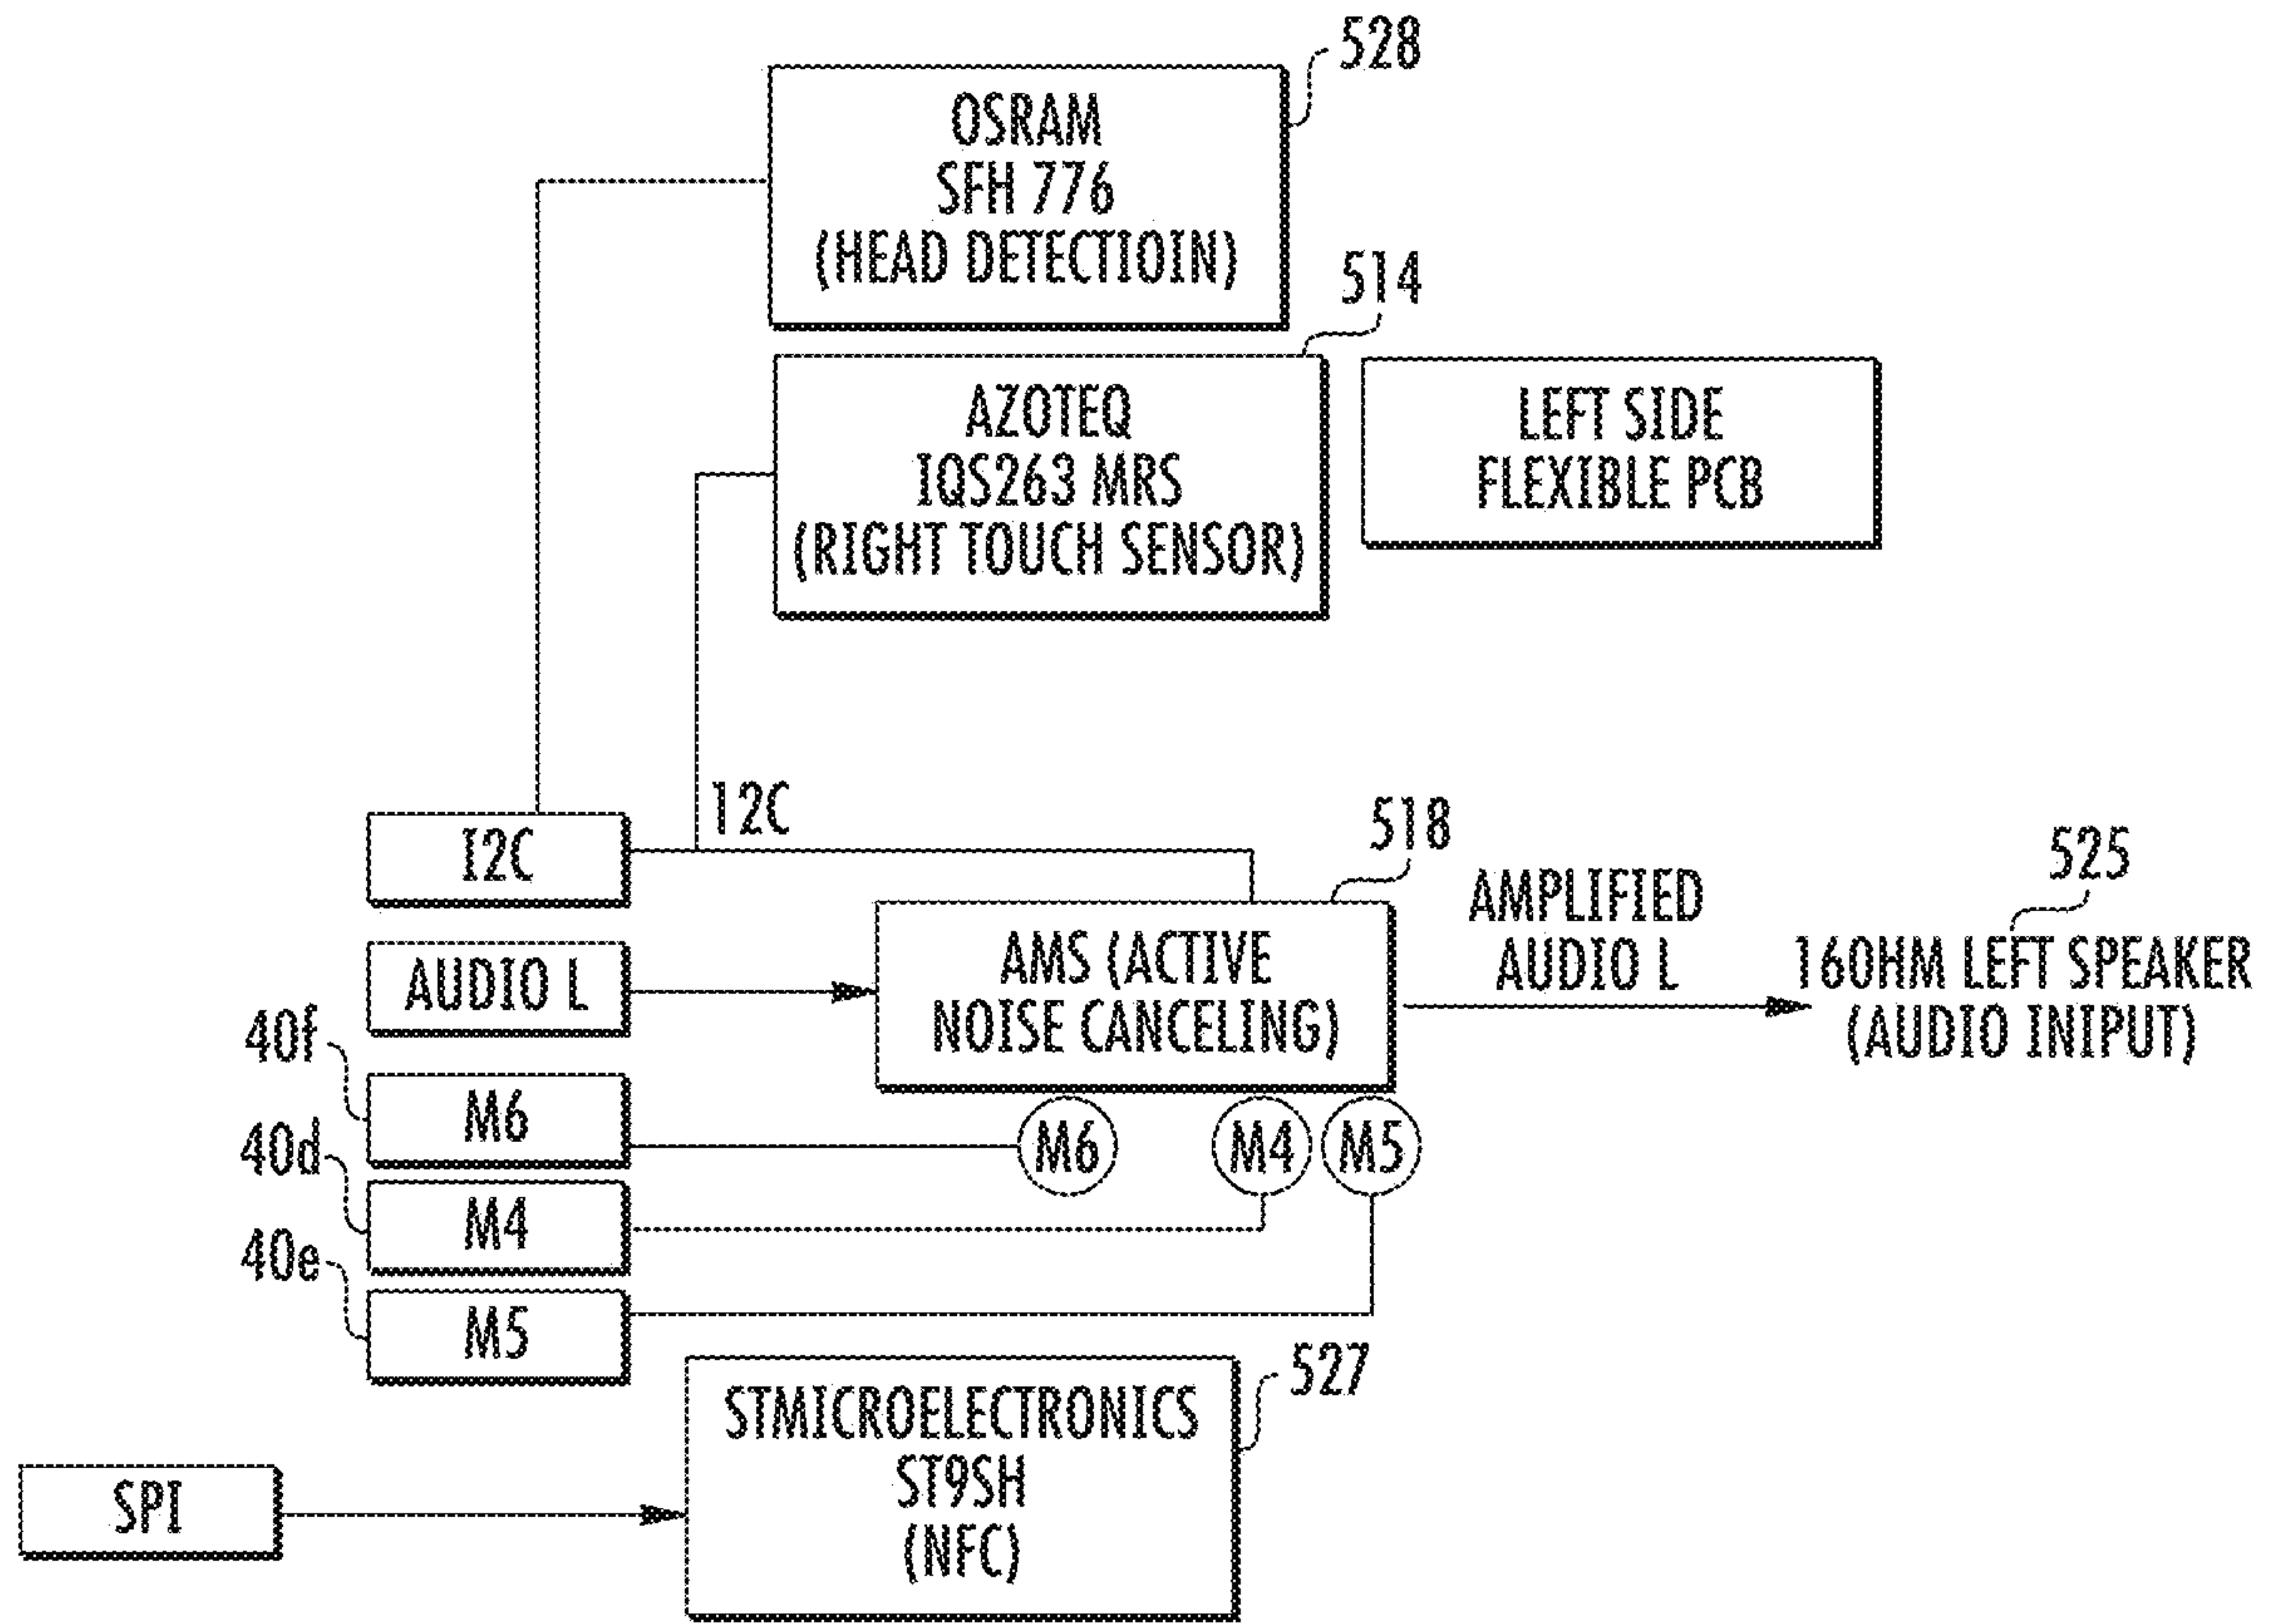 528
OSRAM
SFH 776
(HEAD DETECTIOIN)
514
AZOTEQ
IQS263 MRS
(RIGHT TOUCH SENSOR)
LEFT SIDE
FLEXIBLE PCB
12C
I2C
518
525
AMPLIFIED
AUDIO L
AUDIO L
AMS (ACTIVE
NOISE CANCELING)
160HM LEFT SPEAKER
(AUDIO INIPUT)
40f
M6
M6
M4
M5
40d
M4
40e
M5
527
STMICROELECTRONICS
ST9SH
(NFC)
SPI